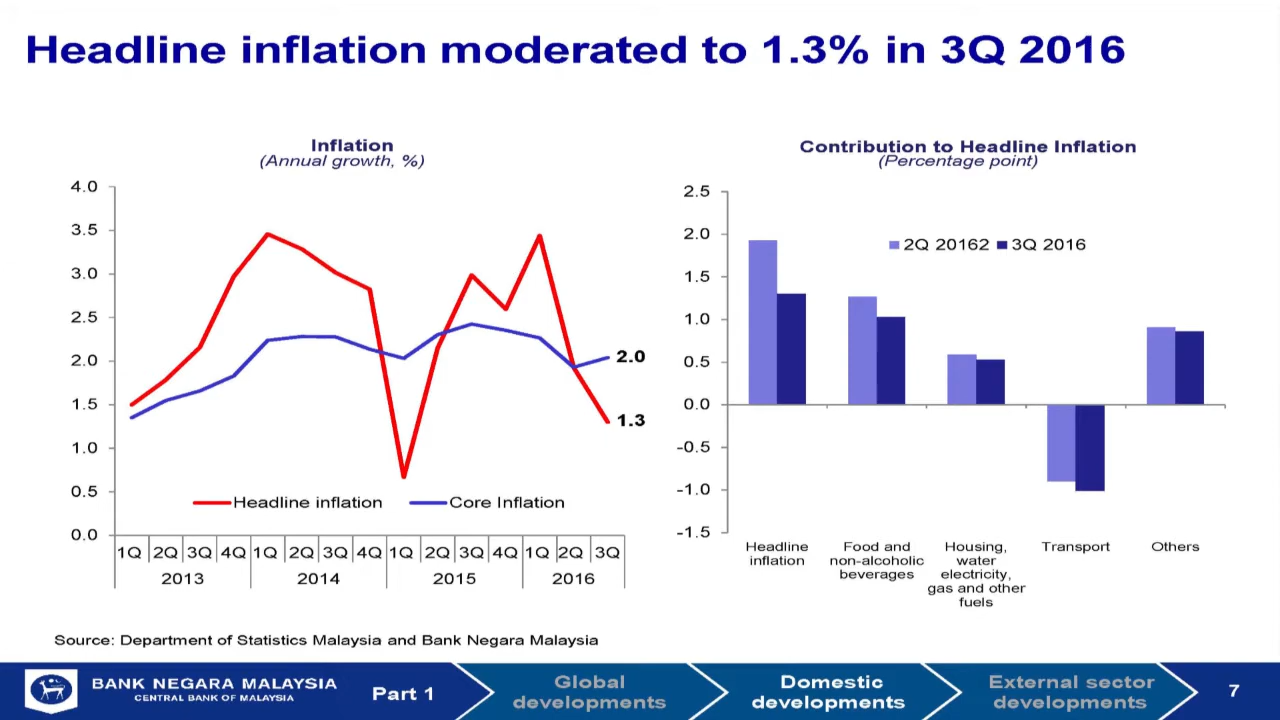 Headline inflation moderated to 1.3% in 3Q 2016
Inflation
(Annual growth, %)
4.0
3.5
3.0
2.5
2.0
1.5
1.0
0.5
0.0
2.0
1.3
Headline inflation Core Inflation
1Q 2Q 3Q 4Q 1Q 2Q 3Q 4Q 1Q 2Q 3Q 4Q 1Q 2Q 3Q
2013 2014 2015 2016
Contribution to Headline Inflation
(Percentage point)
2.5
2.0
1.5
1.0
0.5
0.0
-0.5
-1.0
-1.5
2Q 20162 3Q 2016
Headline
inflation
Food and
non-alcoholic
beverages
Housing,
water
electricity,
gas and other
fuels
Transport
Others
Source: Department of Statistics Malaysia and Bank Negara Malaysia
BANK NEGARA MALAYSIA
CENTRAL BANK OF MALAYSIA
Part 1
Global
developments
Domestic
developments
External sector
developments
7